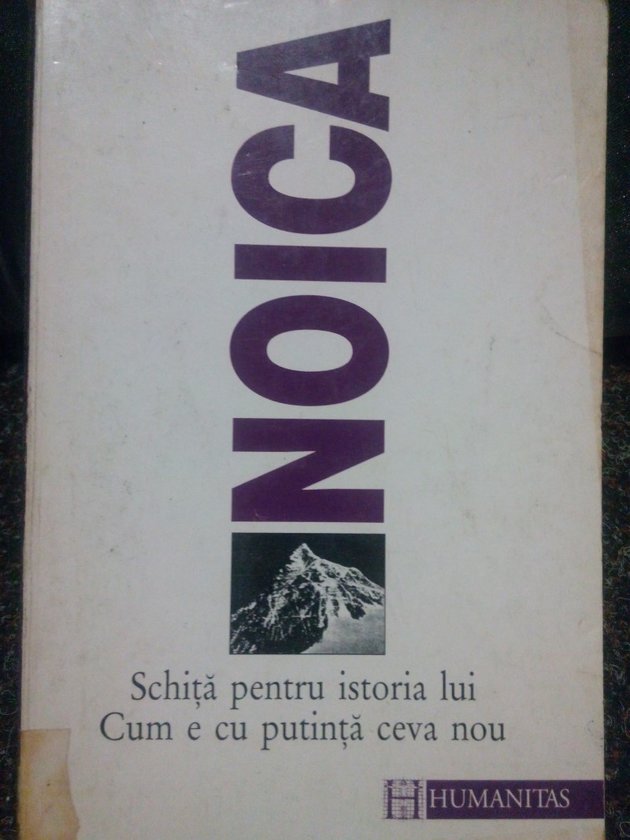 NOICA
Schiță pentru istoria lui
Cum e cu putință ceva nou
HUMANITAS